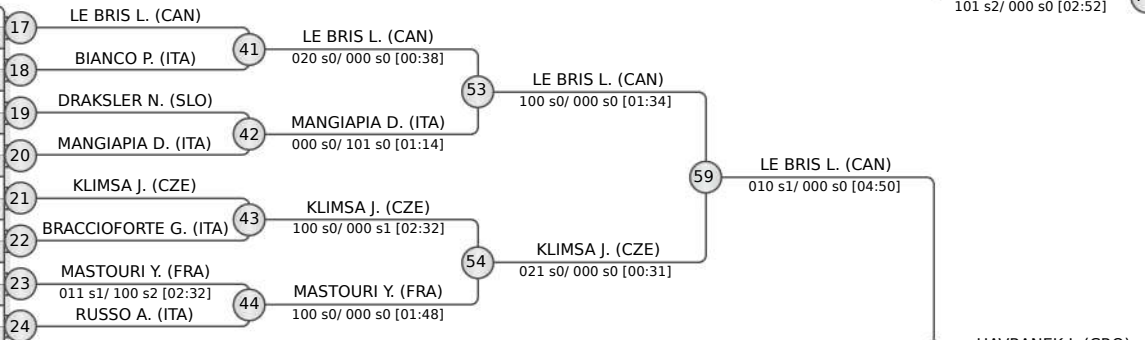 101 s2/ 000 s0 [02:52]
17
LE BRIS L. (CAN)
41
LE BRIS L. (CAN)
020 s0/ 000 s0 [00:38]
18
BIANCO P. (ITA)
53
LE BRIS L. (CAN)
100 s0/ 000 s0 [01:34]
19
DRAKSLER N. (SLO)
42
MANGIAPIA D. (ITA)
000 s0/ 101 s0 [01:14]
20
MANGIAPIA D. (ITA)
59
LE BRIS L. (CAN)
010 s1/ 000 s0 [04:50]
21
KLIMSA J. (CZE)
43
KLIMSA J. (CZE)
100 s0/ 000 s1 [02:32]
22
BRACCIOFORTE G. (ITA)
54
KLIMSA J. (CZE)
021 s0/ 000 s0 [00:31]
23
MASTOURI Y. (FRA)
011 s1/ 100 s2 [02:32]
44
MASTOURI Y. (FRA)
100 s0/ 000 s0 [01:48]
24
RUSSO A. (ITA)